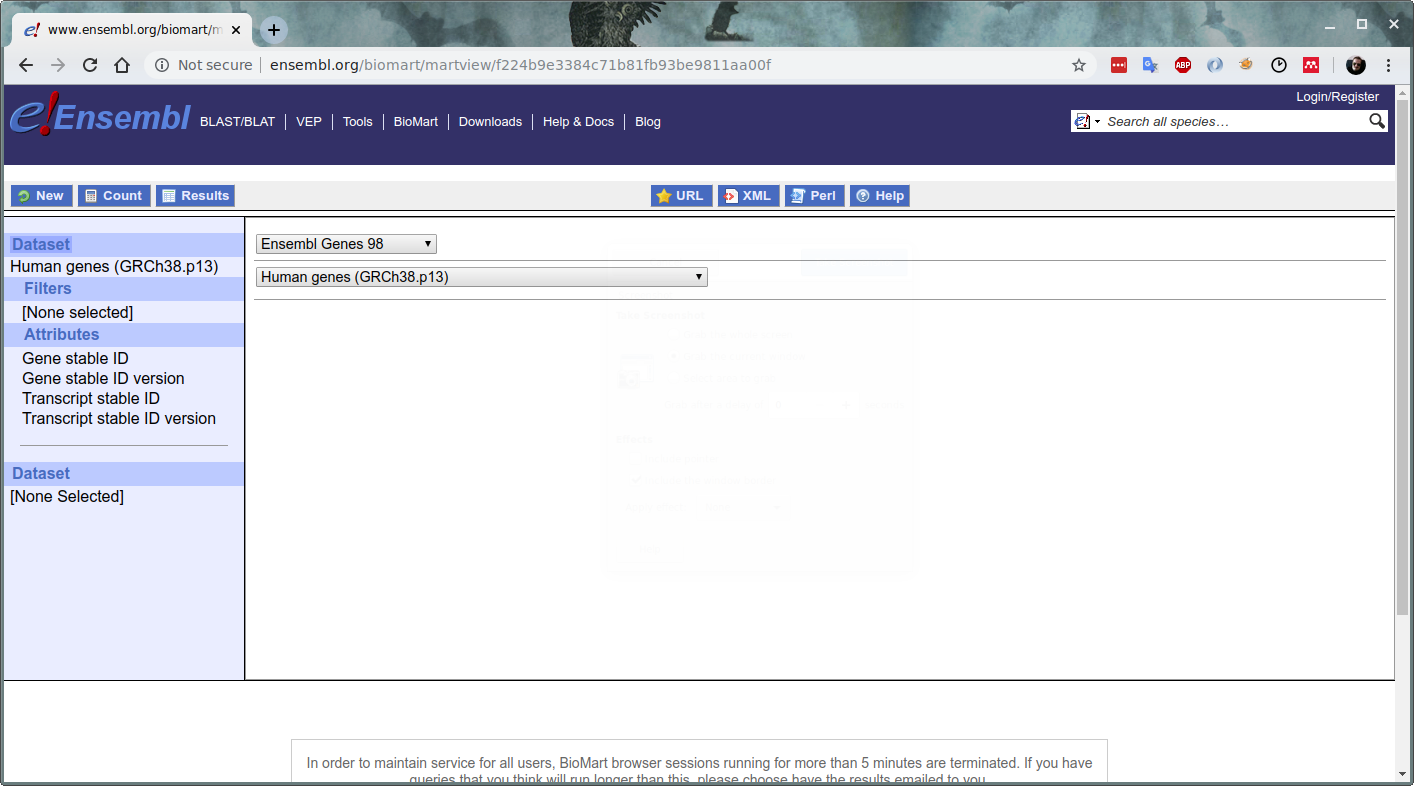 www.ensembl.org/biomart/m
Not secure | ensembl.org/biomart/martview/f224b9e3384c71b81fb93be9811aa00f
ABP
Login/Register
e!Ensembl BLAST/BLAT VEP Tools BioMart Downloads Help & Docs Blog
e! Search all species…
New Count Results URL XML Perl Help
Dataset
Human genes (GRCh38.p13)
Filters
[None selected]
Attributes
Gene stable ID
Gene stable ID version
Transcript stable ID
Transcript stable ID version
Dataset
[None Selected]
Ensembl Genes 98
Human genes (GRCh38.p13)
In order to maintain service for all users, BioMart browser sessions running for more than 5 minutes are terminated. If you have
queries that you think will run longer than this, please choose have the results emailed to you.